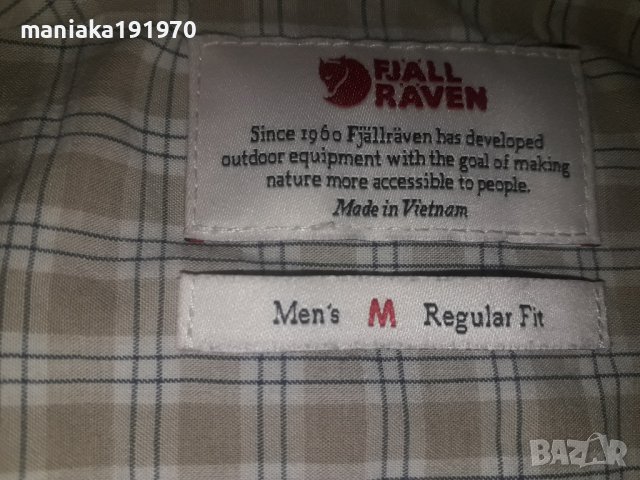 maniaka191970
FJÄLL
RÄVEN
Since 1960 Fjällräven has developed
outdoor equipment with the goal of making
nature more accessible to people.
Made in Vietnam
Men's M Regular Fit
BAZAR